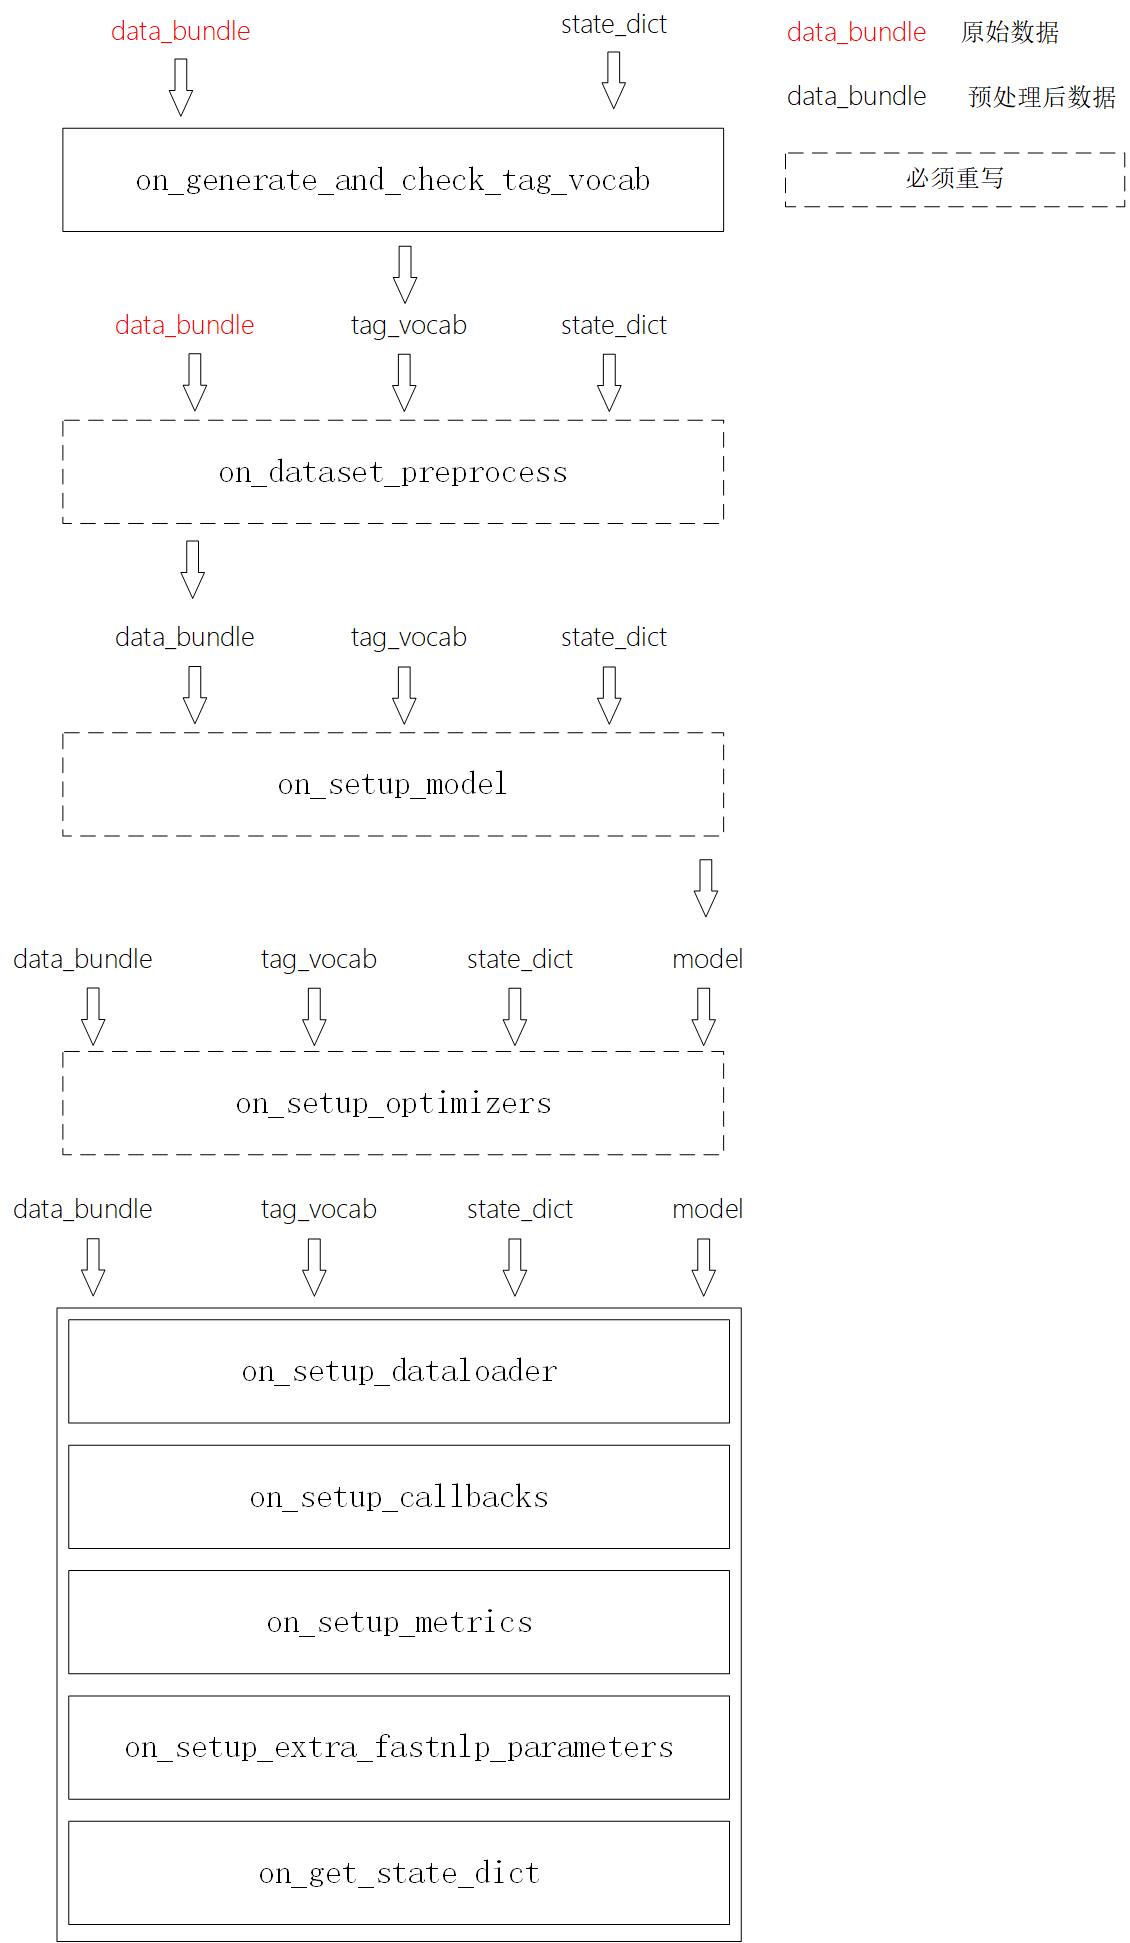 data_bundle state_dict
data_bundle 原始数据
data_bundle 预处理后数据
必须重写
on_generate_and_check_tag_vocab
data_bundle tag_vocab state_dict
on_dataset_preprocess
data_bundle tag_vocab state_dict
on_setup_model
data_bundle tag_vocab state_dict model
on_setup_optimizers
data_bundle tag_vocab state_dict model
on_setup_dataloader
on_setup_callbacks
on_setup_metrics
on_setup_extra_fastnlp_parameters
on_get_state_dict